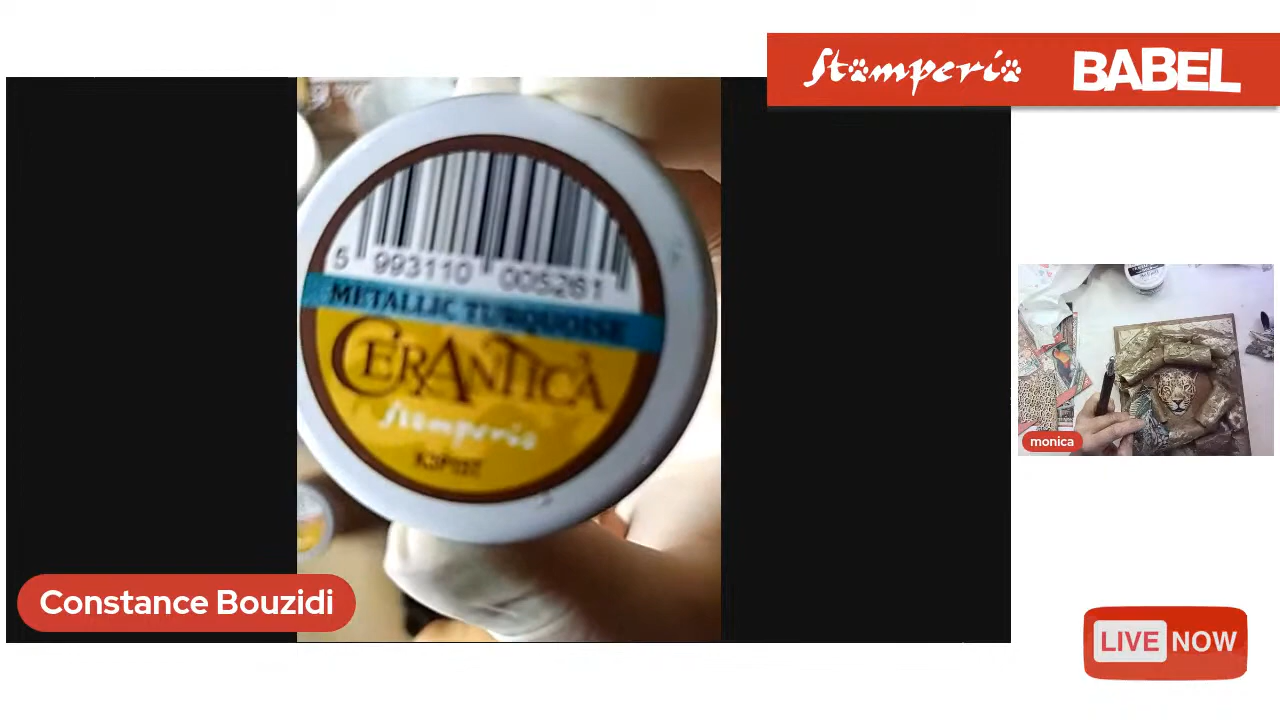 Stamperia BABEL
5 993110 005261
METALLIC TURQUOISE
CERANTICA
Stamperia
monica
Constance Bouzidi
LIVE NOW